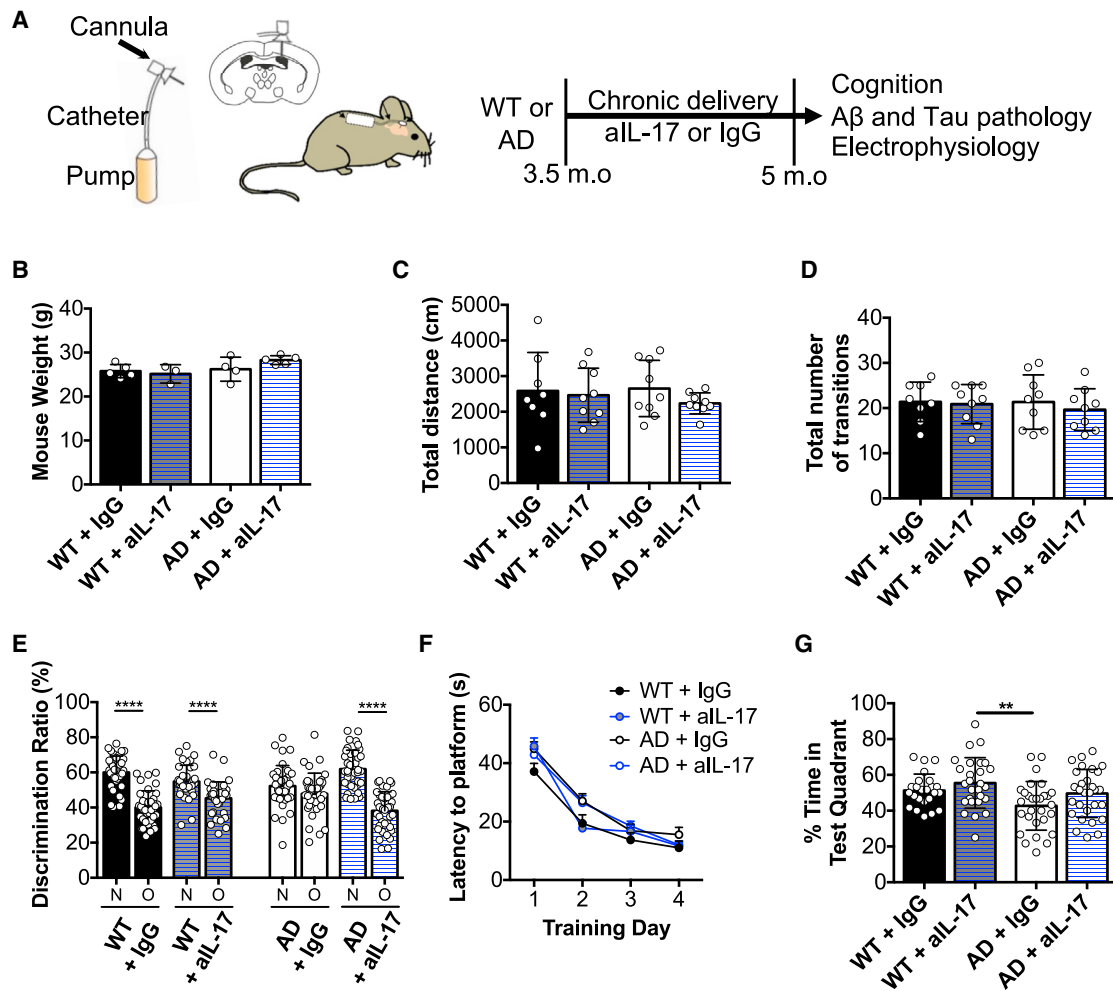 A
Cannula
Catheter
Pump
WT or
AD
Chronic delivery
aIL-17 or IgG
3.5 m.o
5 m.o
Cognition
Aβ and Tau pathology
Electrophysiology
B
Mouse Weight (g)
40
30
20
10
0
WT + IgG
WT + aIL-17
AD + IgG
AD + aIL-17
C
Total distance (cm)
5000
4000
3000
2000
1000
0
WT + IgG
WT + aIL-17
AD + IgG
AD + aIL-17
D
Total number
of transitions
40
30
20
10
0
WT + IgG
WT + aIL-17
AD + IgG
AD + aIL-17
E
Discrimination Ratio (%)
100
80
60
40
20
0
**** **** ****
N O N O N O N O
WT
+ IgG
WT
+ aIL-17
AD
+ IgG
AD
+ aIL-17
F
Latency to platform (s)
60
40
20
0
WT + IgG
WT + aIL-17
AD + IgG
AD + aIL-17
1 2 3 4
Training Day
G
% Time in
Test Quadrant
100
80
60
40
20
0
**
WT + IgG
WT + aIL-17
AD + IgG
AD + aIL-17